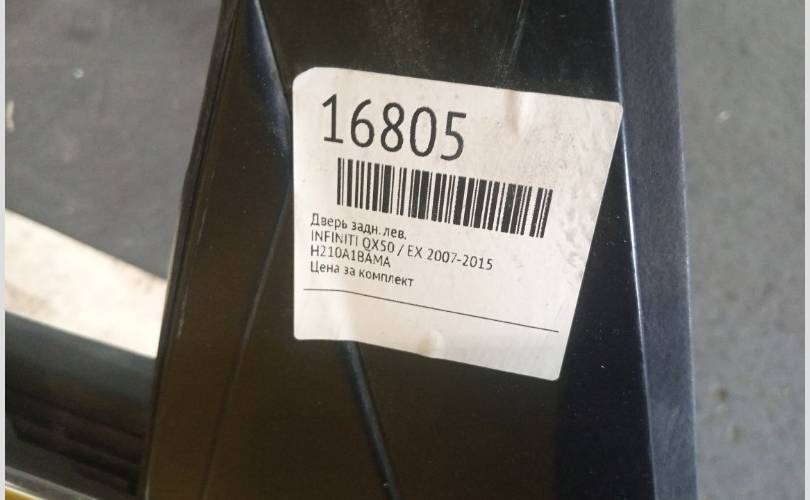 16805
Дверь задн. лев.
INFINITI QX50 / EX 2007-2015
H210A1BAMA
Цена за комплект